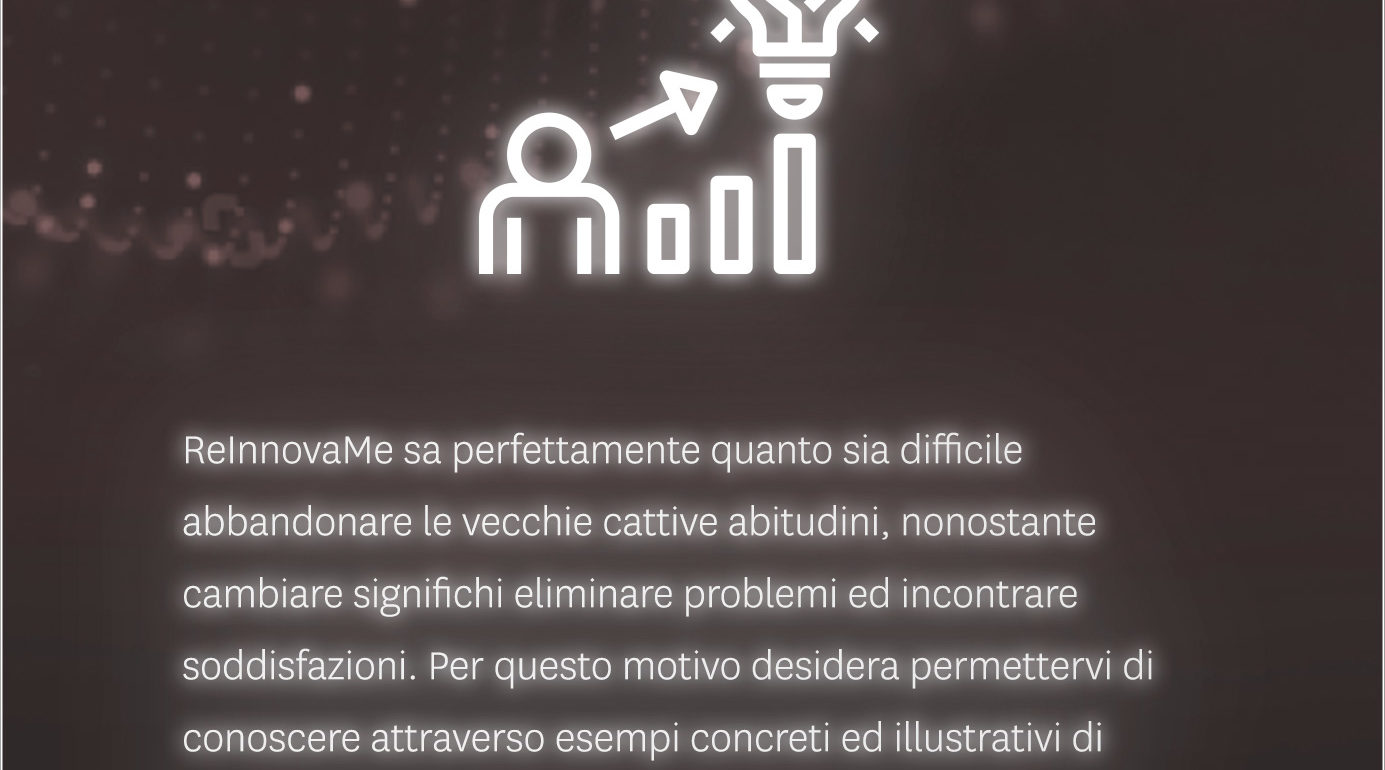 ReInnovaMe sa perfettamente quanto sia difficile
abbandonare le vecchie cattive abitudini, nonostante
cambiare significhi eliminare problemi ed incontrare
soddisfazioni. Per questo motivo desidera permettervi di
conoscere attraverso esempi concreti ed illustrativi di